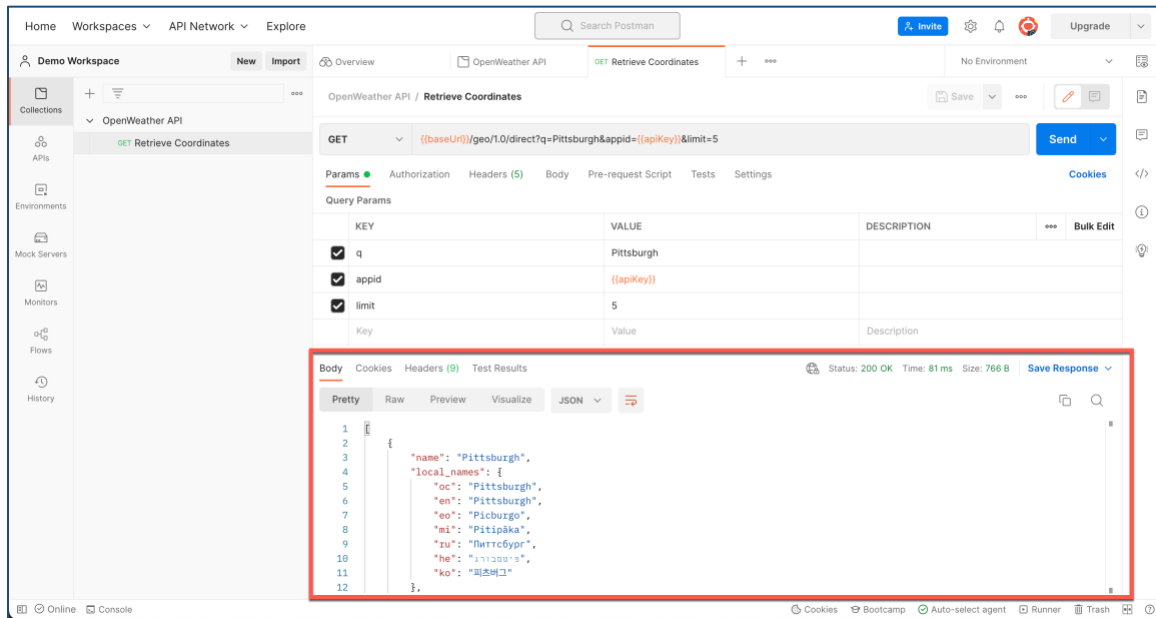 Home Workspaces API Network Explore Search Postman Invite Upgrade
Demo Workspace New Import Overview OpenWeather API GET Retrieve Coordinates + No Environment
Collections
APIs
Environments
Mock Servers
Monitors
Flows
History
OpenWeather API
GET Retrieve Coordinates
OpenWeather API / Retrieve Coordinates Save
GET {{baseUrl}}/geo/1.0/direct?q=Pittsburgh&appid={{apiKey}}&limit=5 Send
Params Authorization Headers (5) Body Pre-request Script Tests Settings Cookies
Query Params
KEY VALUE DESCRIPTION Bulk Edit
q Pittsburgh
appid {{apiKey}}
limit 5
Key Value Description
Body Cookies Headers (9) Test Results Status: 200 OK Time: 81 ms Size: 766 B Save Response
Pretty Raw Preview Visualize JSON
1 [
2 {
3 "name": "Pittsburgh",
4 "local_names": {
5 "oc": "Pittsburgh",
6 "en": "Pittsburgh",
7 "eo": "Picburgo",
8 "mi": "Pitipāka",
9 "ru": "Питтсбург",
10 "he": "פיטסבורג",
11 "ko": "피츠버그"
12 },
Online Console Cookies Bootcamp Auto-select agent Runner Trash